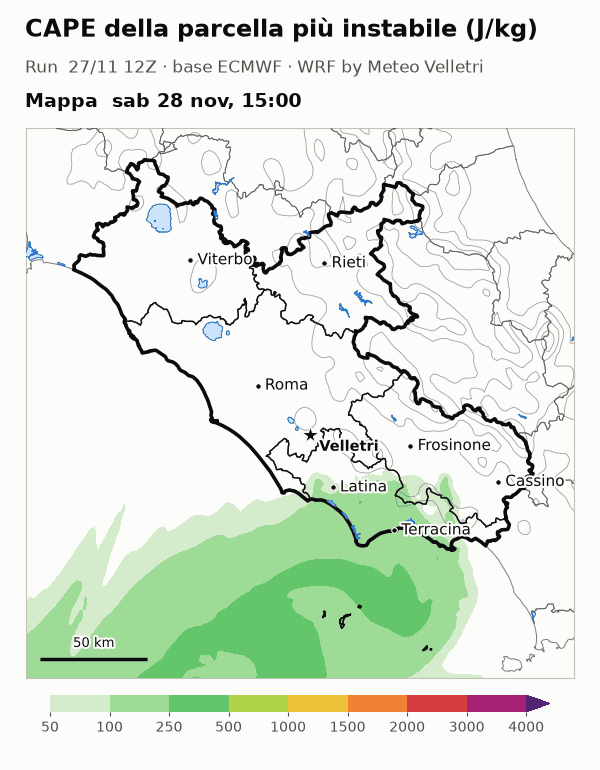 CAPE della parcella più instabile (J/kg)
Run  27/11 12Z · base ECMWF · WRF by Meteo Velletri
Mappa  sab 28 nov, 15:00
Viterbo
Rieti
Roma
Velletri
Frosinone
Latina
Cassino
Terracina
50 km
50 100 250 500 1000 1500 2000 3000 4000